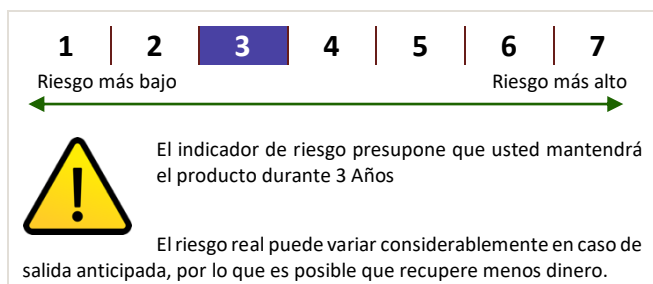 1 2 3 4 5 6 7
Riesgo más bajo Riesgo más alto
El indicador de riesgo presupone que usted mantendrá
el producto durante 3 Años
El riesgo real puede variar considerablemente en caso de
salida anticipada, por lo que es posible que recupere menos dinero.